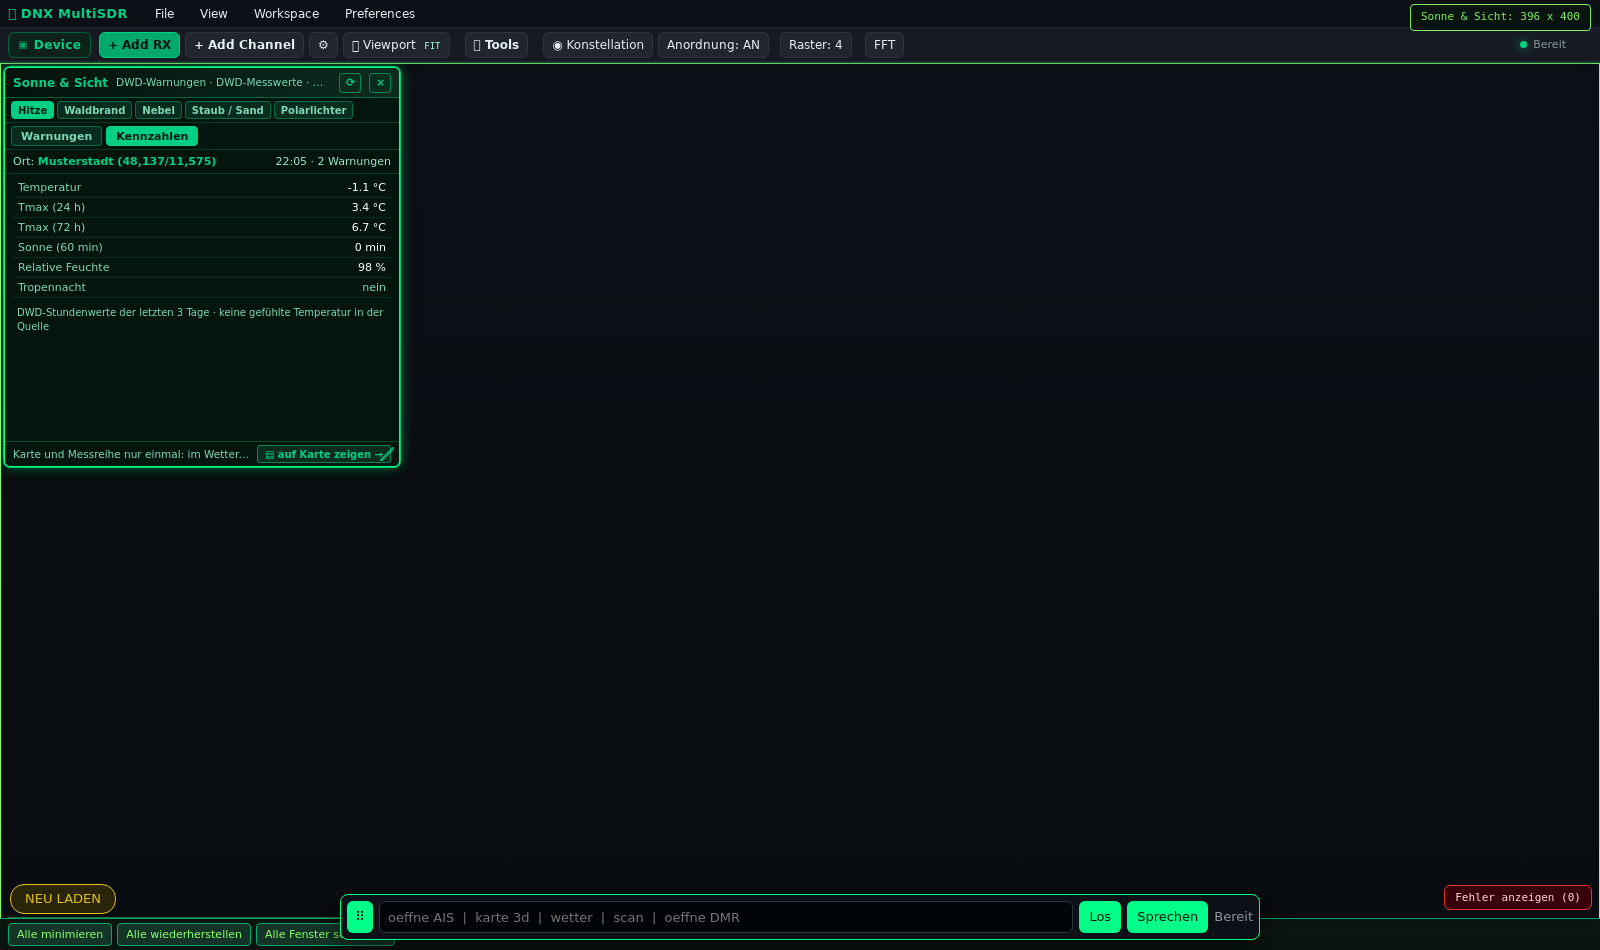 DNX MultiSDR File View Workspace Preferences
Sonne & Sicht: 396 x 400
Device + Add RX + Add Channel Viewport FIT Tools Konstellation Anordnung: AN Raster: 4 FFT Bereit
Sonne & Sicht DWD-Warnungen · DWD-Messwerte · ...
Hitze Waldbrand Nebel Staub / Sand Polarlichter
Warnungen Kennzahlen
Ort: Musterstadt (48,137/11,575) 22:05 · 2 Warnungen
Temperatur -1.1 °C
Tmax (24 h) 3.4 °C
Tmax (72 h) 6.7 °C
Sonne (60 min) 0 min
Relative Feuchte 98 %
Tropennacht nein
DWD-Stundenwerte der letzten 3 Tage · keine gefühlte Temperatur in der
Quelle
Karte und Messreihe nur einmal: im Wetter... auf Karte zeigen →
NEU LADEN
Fehler anzeigen (0)
oeffne AIS | karte 3d | wetter | scan | oeffne DMR Los Sprechen Bereit
Alle minimieren Alle wiederherstellen Alle Fenster